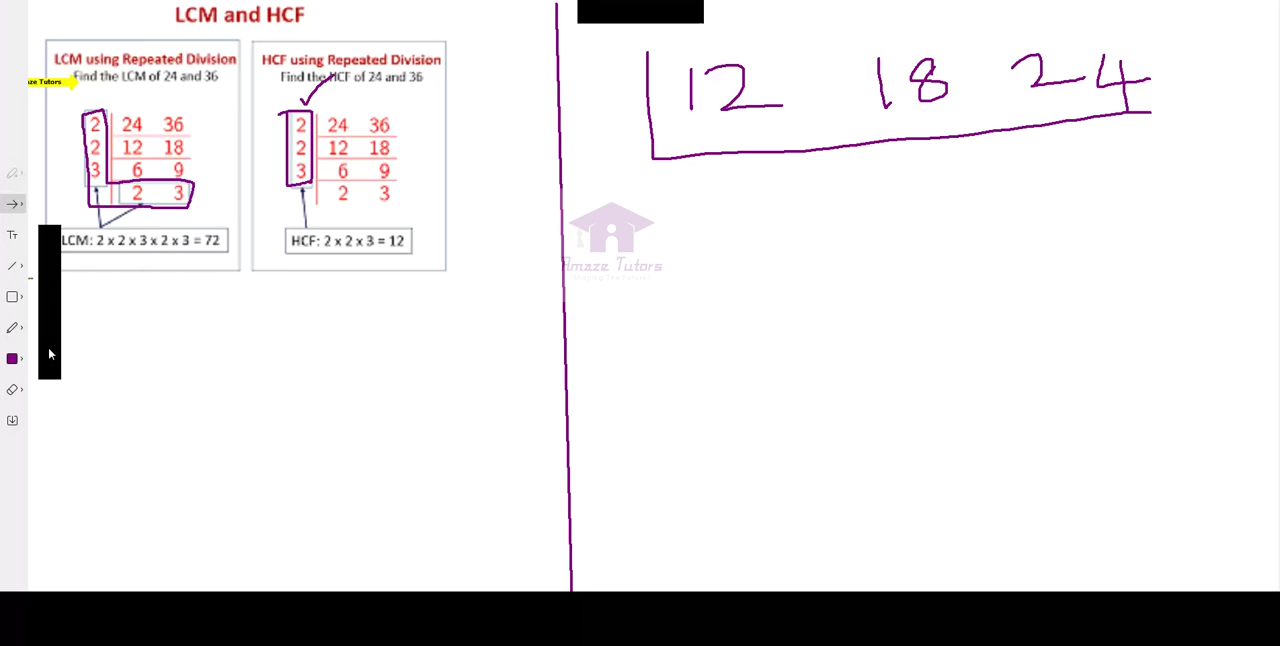 LCM and HCF
LCM using Repeated Division
Find the LCM of 24 and 36
2 24 36
2 12 18
3 6 9
2 3
LCM: 2 x 2 x 3 x 2 x 3 = 72
HCF using Repeated Division
Find the HCF of 24 and 36
2 24 36
2 12 18
3 6 9
2 3
HCF: 2 x 2 x 3 = 12
Tutors
12 18 24
Amaze Tutors
Tт